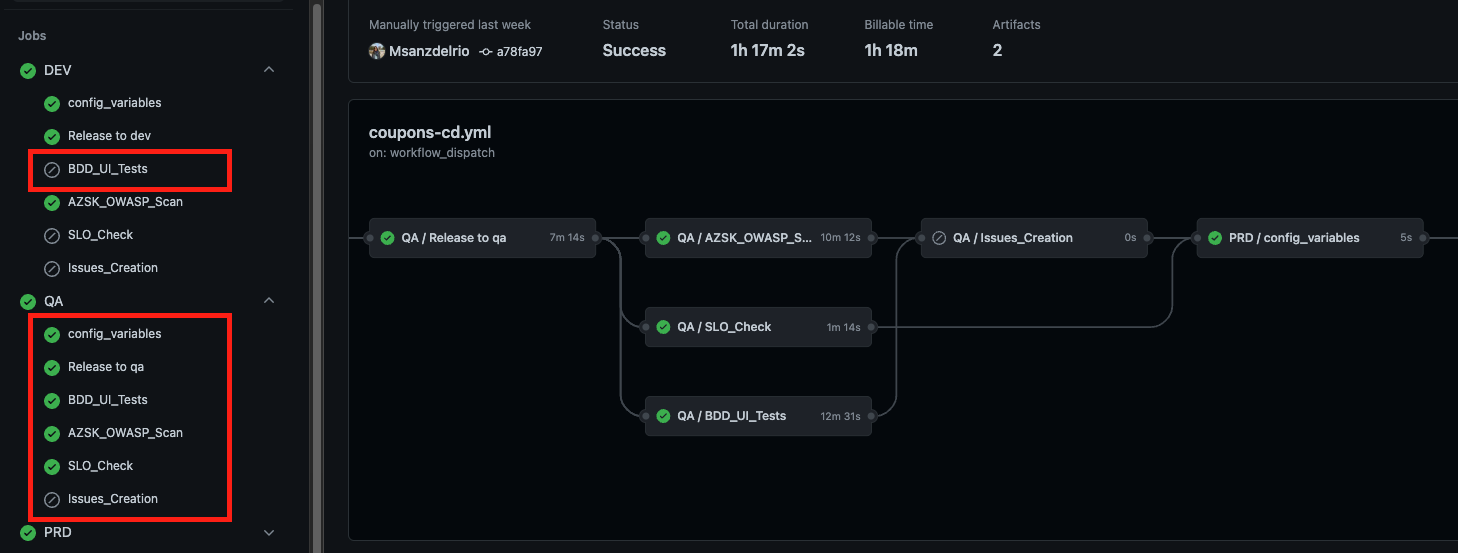 Jobs
DEV
config_variables
Release to dev
BDD_UI_Tests
AZSK_OWASP_Scan
SLO_Check
Issues_Creation
QA
config_variables
Release to qa
BDD_UI_Tests
AZSK_OWASP_Scan
SLO_Check
Issues_Creation
PRD
Manually triggered last week Status Total duration Billable time Artifacts
Msanzdelrio a78fa97 Success 1h 17m 2s 1h 18m 2
coupons-cd.yml
on: workflow_dispatch
QA / Release to qa 7m 14s QA / AZSK_OWASP_S... 10m 12s QA / Issues_Creation 0s PRD / config_variables 5s
QA / SLO_Check 1m 14s
QA / BDD_UI_Tests 12m 31s